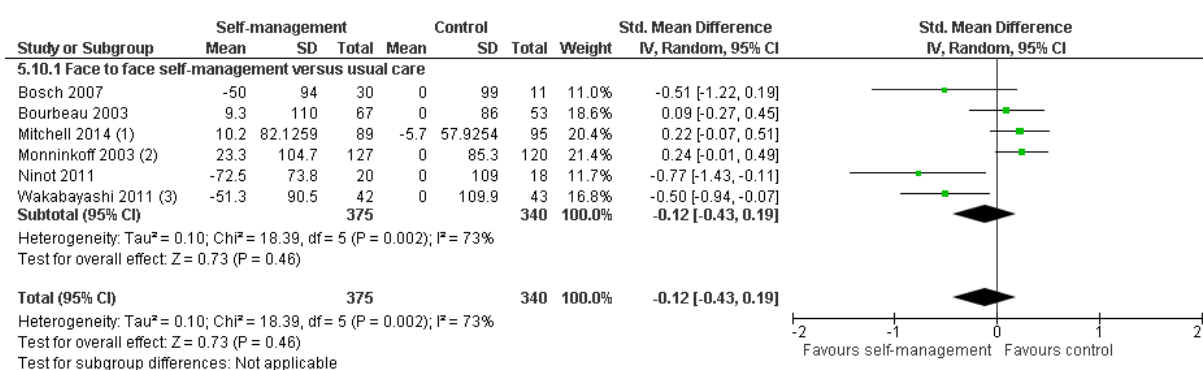 Self-management Control Std. Mean Difference Std. Mean Difference
Study or Subgroup Mean SD Total Mean SD Total Weight IV, Random, 95% CI IV, Random, 95% CI
5.10.1 Face to face self-management versus usual care
Bosch 2007 -50 94 30 0 99 11 11.0% -0.51 [-1.22, 0.19]
Bourbeau 2003 9.3 110 67 0 86 53 18.6% 0.09 [-0.27, 0.45]
Mitchell 2014 (1) 10.2 82.1259 89 -5.7 57.9254 95 20.4% 0.22 [-0.07, 0.51]
Monninkoff 2003 (2) 23.3 104.7 127 0 85.3 120 21.4% 0.24 [-0.01, 0.49]
Ninot 2011 -72.5 73.8 20 0 109 18 11.7% -0.77 [-1.43, -0.11]
Wakabayashi 2011 (3) -51.3 90.5 42 0 109.9 43 16.8% -0.50 [-0.94, -0.07]
Subtotal (95% CI) 375 340 100.0% -0.12 [-0.43, 0.19]
Heterogeneity: Tau² = 0.10; Chi² = 18.39, df = 5 (P = 0.002); I² = 73%
Test for overall effect: Z = 0.73 (P = 0.46)
Total (95% CI) 375 340 100.0% -0.12 [-0.43, 0.19]
Heterogeneity: Tau² = 0.10; Chi² = 18.39, df = 5 (P = 0.002); I² = 73%
Test for overall effect: Z = 0.73 (P = 0.46)
Test for subgroup differences: Not applicable
-2 -1 0 1 2
Favours self-management Favours control